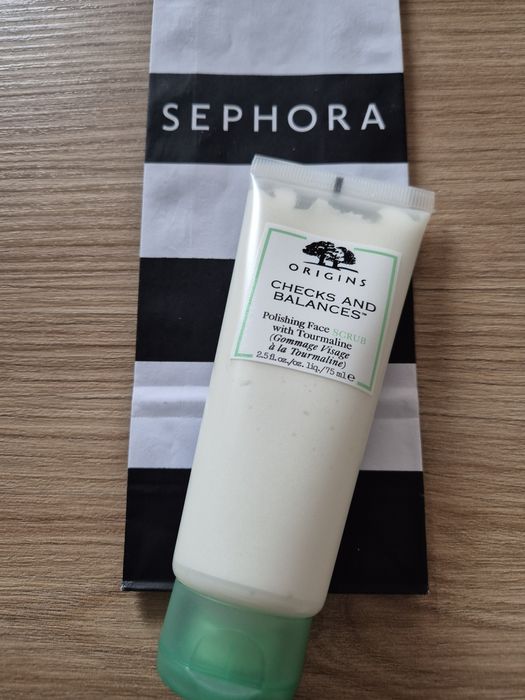 SEPHORA
ORIGINS
CHECKS AND
BALANCES™
Polishing Face SCRUB
with Tourmaline
(Gommage Visage
à la Tourmaline)
2.5 fl.oz./oz. liq./75 ml e